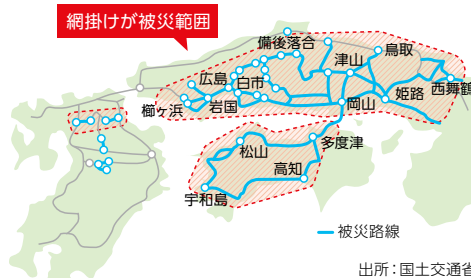 網掛けが被災範囲
備後落合
鳥取
津山
広島
白市
西舞鶴
姫路
櫛ヶ浜
岩国
岡山
松山
多度津
高知
宇和島
被災路線
出所:国土交通省